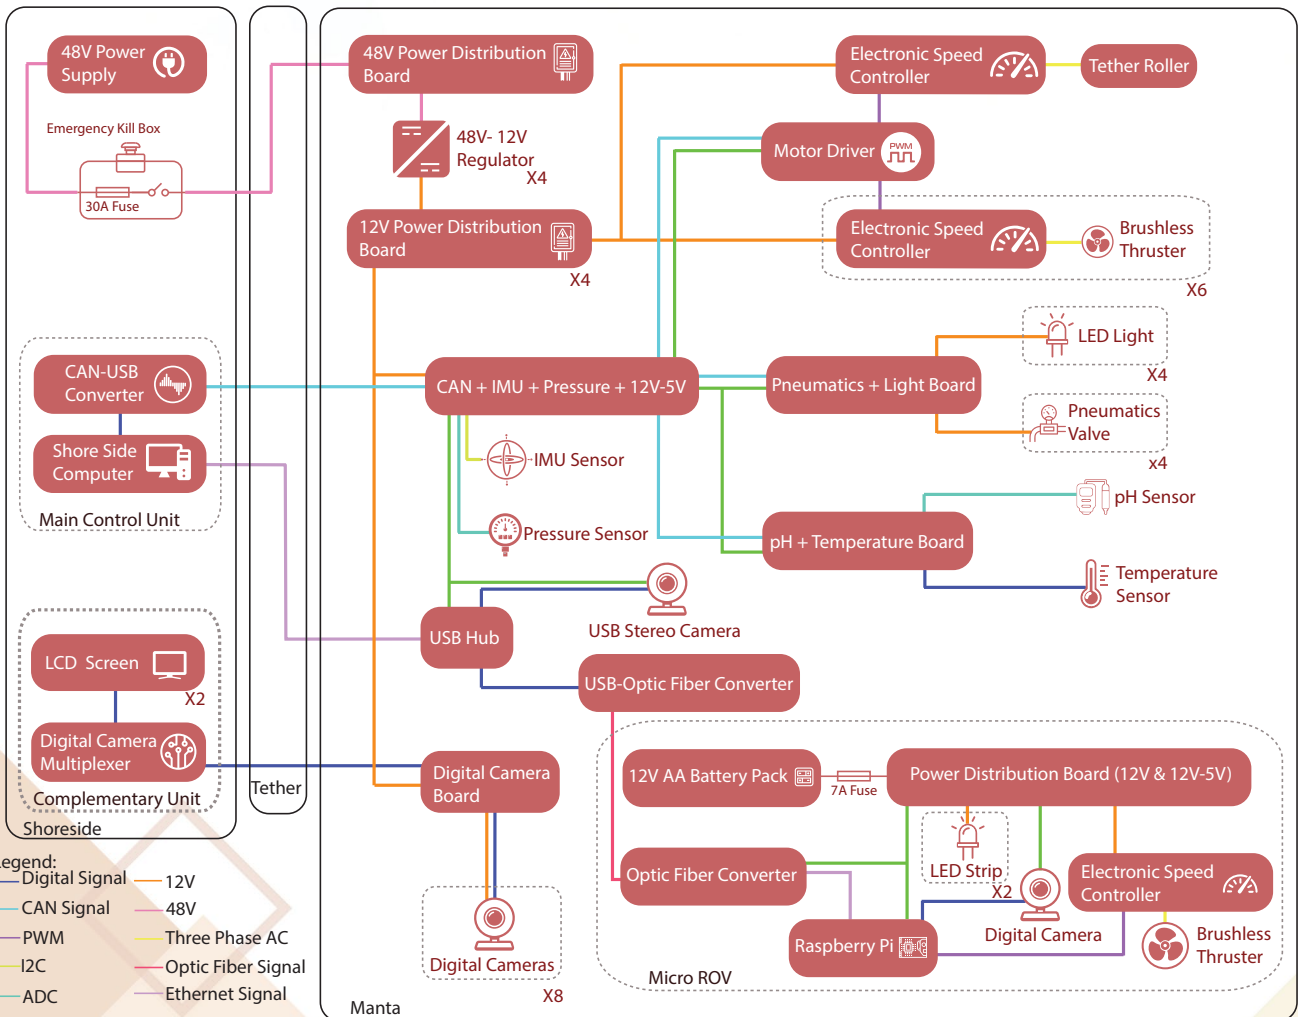 48V Power
Supply
Emergency Kill Box
30A Fuse
CAN-USB
Converter
Shore Side
Computer
Main Control Unit
LCD Screen
X2
Digital Camera
Multiplexer
Complementary Unit
Shoreside
Tether
48V Power Distribution
Board
48V- 12V
Regulator
X4
12V Power Distribution
Board
X4
Electronic Speed
Controller
Tether Roller
Motor Driver
PWM
Electronic Speed
Controller
Brushless
Thruster
X6
CAN + IMU + Pressure + 12V-5V
Pneumatics + Light Board
LED Light
X4
Pneumatics
Valve
x4
IMU Sensor
Pressure Sensor
pH + Temperature Board
pH Sensor
Temperature
Sensor
USB Stereo Camera
USB Hub
USB-Optic Fiber Converter
Digital Camera
Board
Digital Cameras
X8
12V AA Battery Pack
7A Fuse
Power Distribution Board (12V & 12V-5V)
Optic Fiber Converter
LED Strip
X2
Digital Camera
Electronic Speed
Controller
Raspberry Pi
Brushless
Thruster
Micro ROV
Manta
egend:
Digital Signal
12V
CAN Signal
48V
PWM
Three Phase AC
I2C
Optic Fiber Signal
ADC
Ethernet Signal